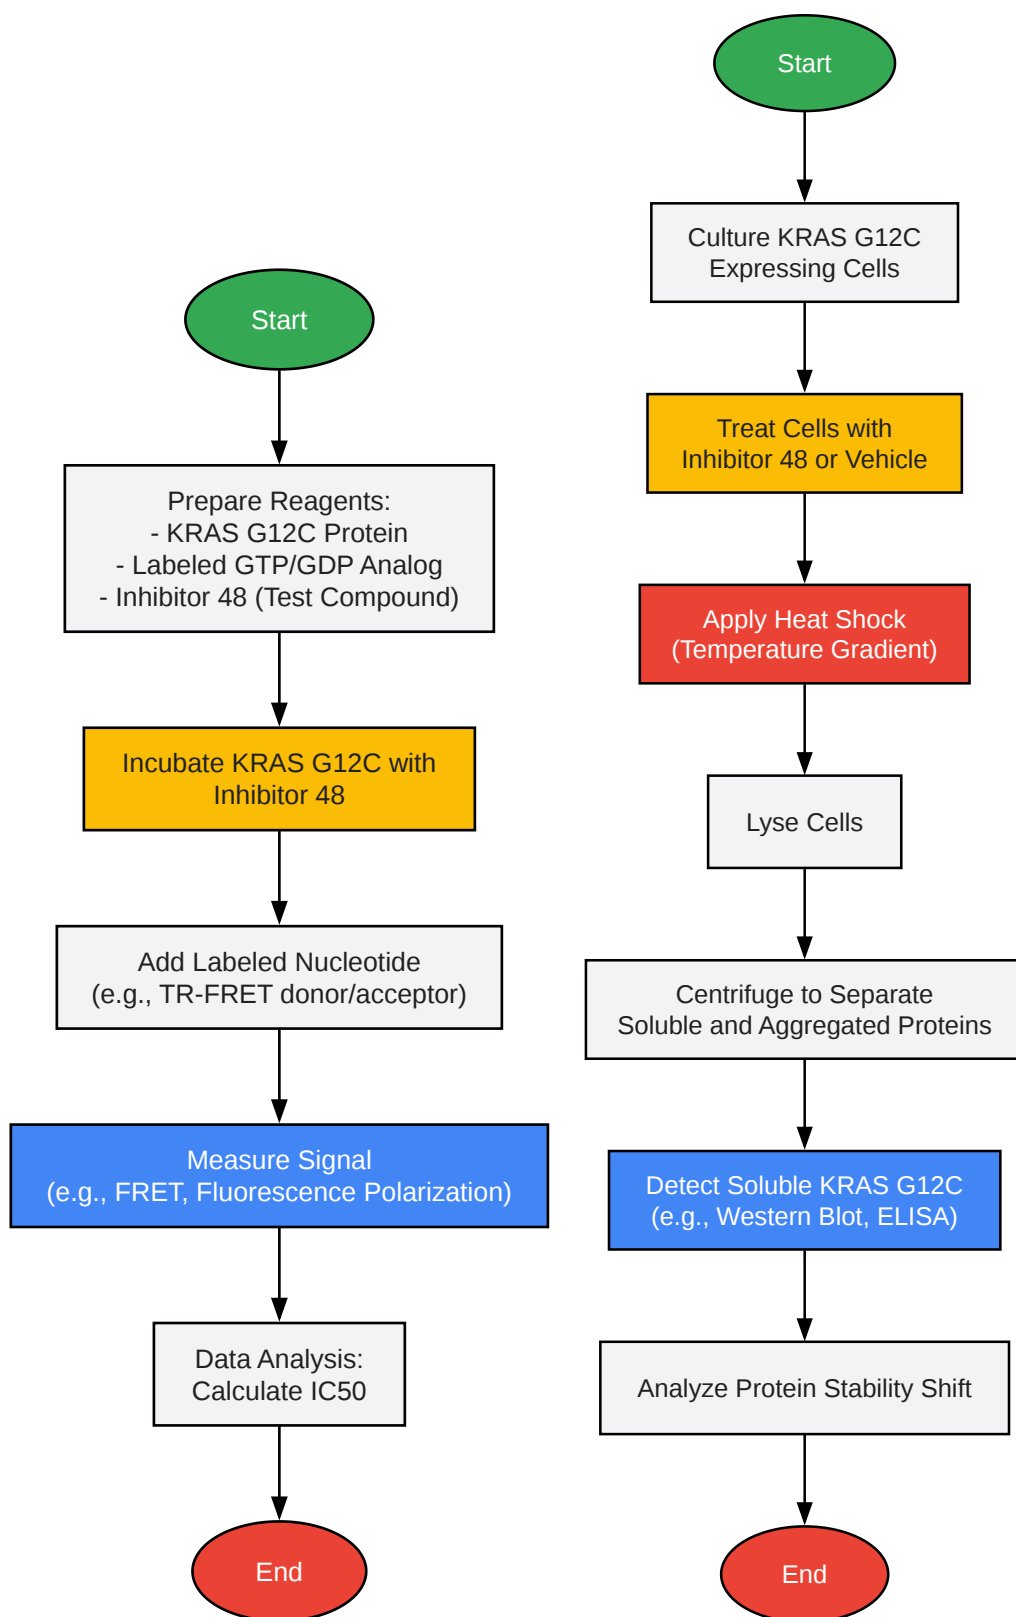 Start
Prepare Reagents:
- KRAS G12C Protein
- Labeled GTP/GDP Analog
- Inhibitor 48 (Test Compound)
Incubate KRAS G12C with
Inhibitor 48
Add Labeled Nucleotide
(e.g., TR-FRET donor/acceptor)
Measure Signal
(e.g., FRET, Fluorescence Polarization)
Data Analysis:
Calculate IC50
End
Start
Culture KRAS G12C
Expressing Cells
Treat Cells with
Inhibitor 48 or Vehicle
Apply Heat Shock
(Temperature Gradient)
Lyse Cells
Centrifuge to Separate
Soluble and Aggregated Proteins
Detect Soluble KRAS G12C
(e.g., Western Blot, ELISA)
Analyze Protein Stability Shift
End